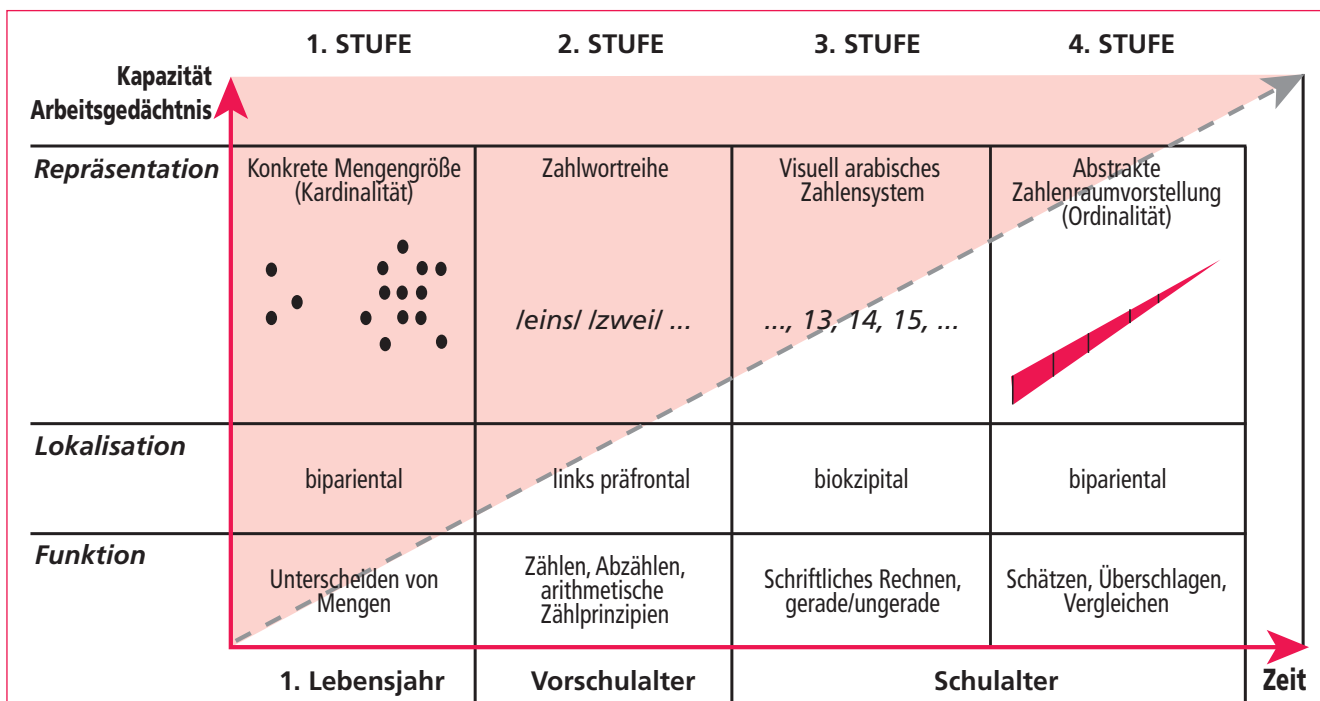 1. STUFE 2. STUFE 3. STUFE 4. STUFE
Kapazität
Arbeitsgedächtnis
Repräsentation
Konkrete Mengengröße
(Kardinalität)
Zahlwortreihe
/eins/ /zwei/ ...
Visuell arabisches
Zahlensystem
..., 13, 14, 15, ...
Abstrakte
Zahlenraumvorstellung
(Ordinalität)
Lokalisation
bipariental
links präfrontal
biokzipital
bipariental
Funktion
Unterscheiden von
Mengen
Zählen, Abzählen,
arithmetische
Zählprinzipien
Schriftliches Rechnen,
gerade/ungerade
Schätzen, Überschlagen,
Vergleichen
1. Lebensjahr Vorschulalter Schulalter Zeit